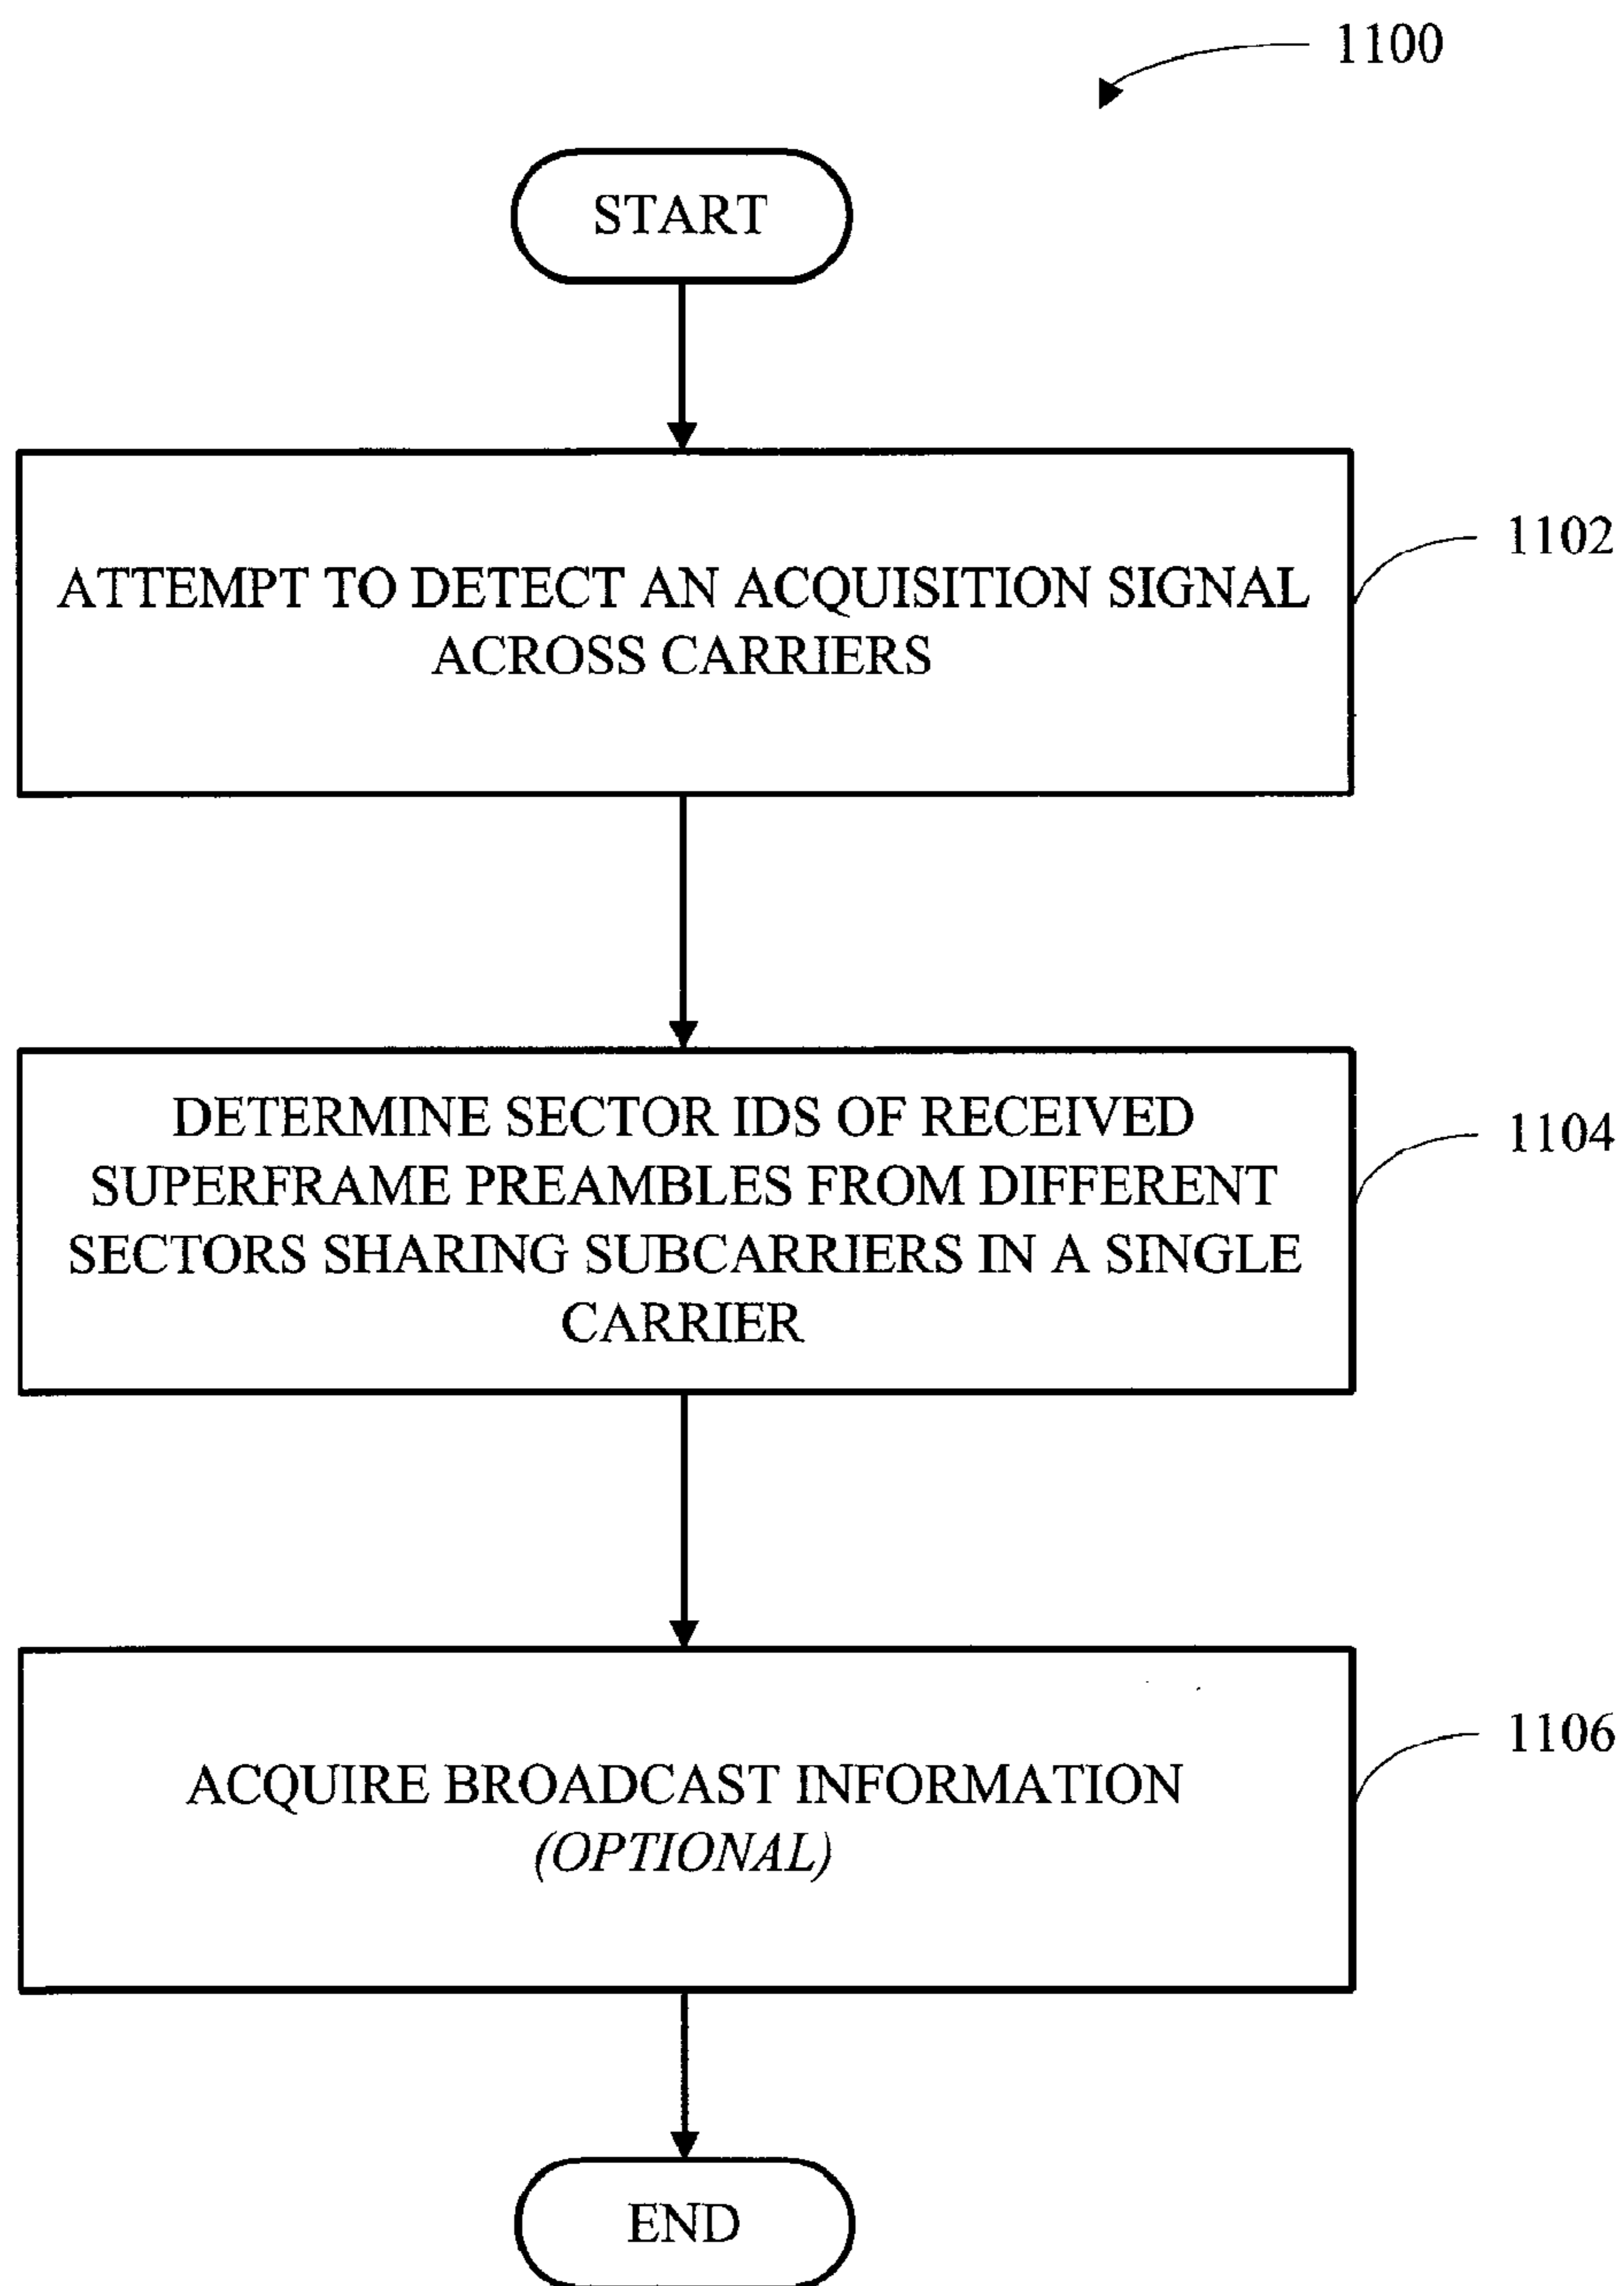 1100
START
ATTEMPT TO DETECT AN ACQUISITION SIGNAL
ACROSS CARRIERS
1102
DETERMINE SECTOR IDS OF RECEIVED
SUPERFRAME PREAMBLES FROM DIFFERENT
SECTORS SHARING SUBCARRIERS IN A SINGLE
CARRIER
1104
ACQUIRE BROADCAST INFORMATION
(OPTIONAL)
1106
END